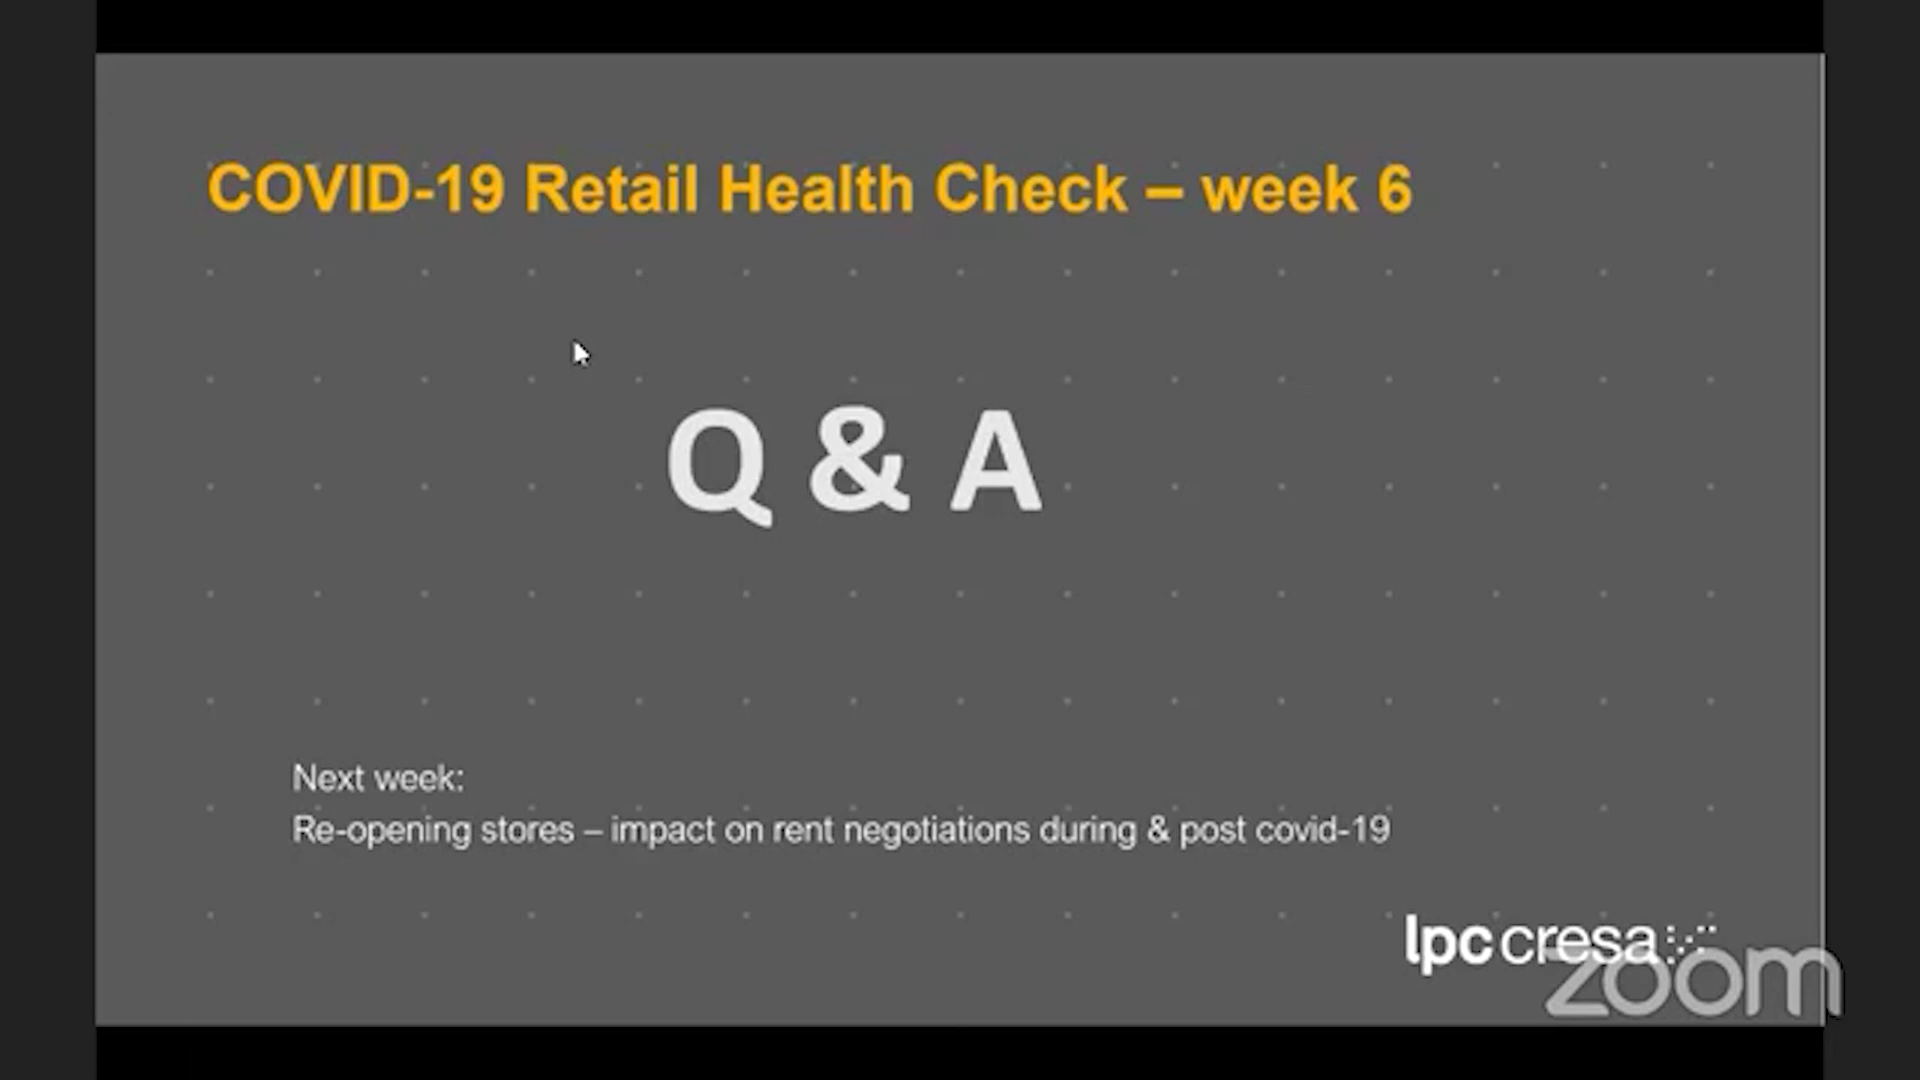 COVID-19 Retail Health Check – week 6
Q & A
Next week:
Re-opening stores – impact on rent negotiations during & post covid-19
lpc cresa
zoom